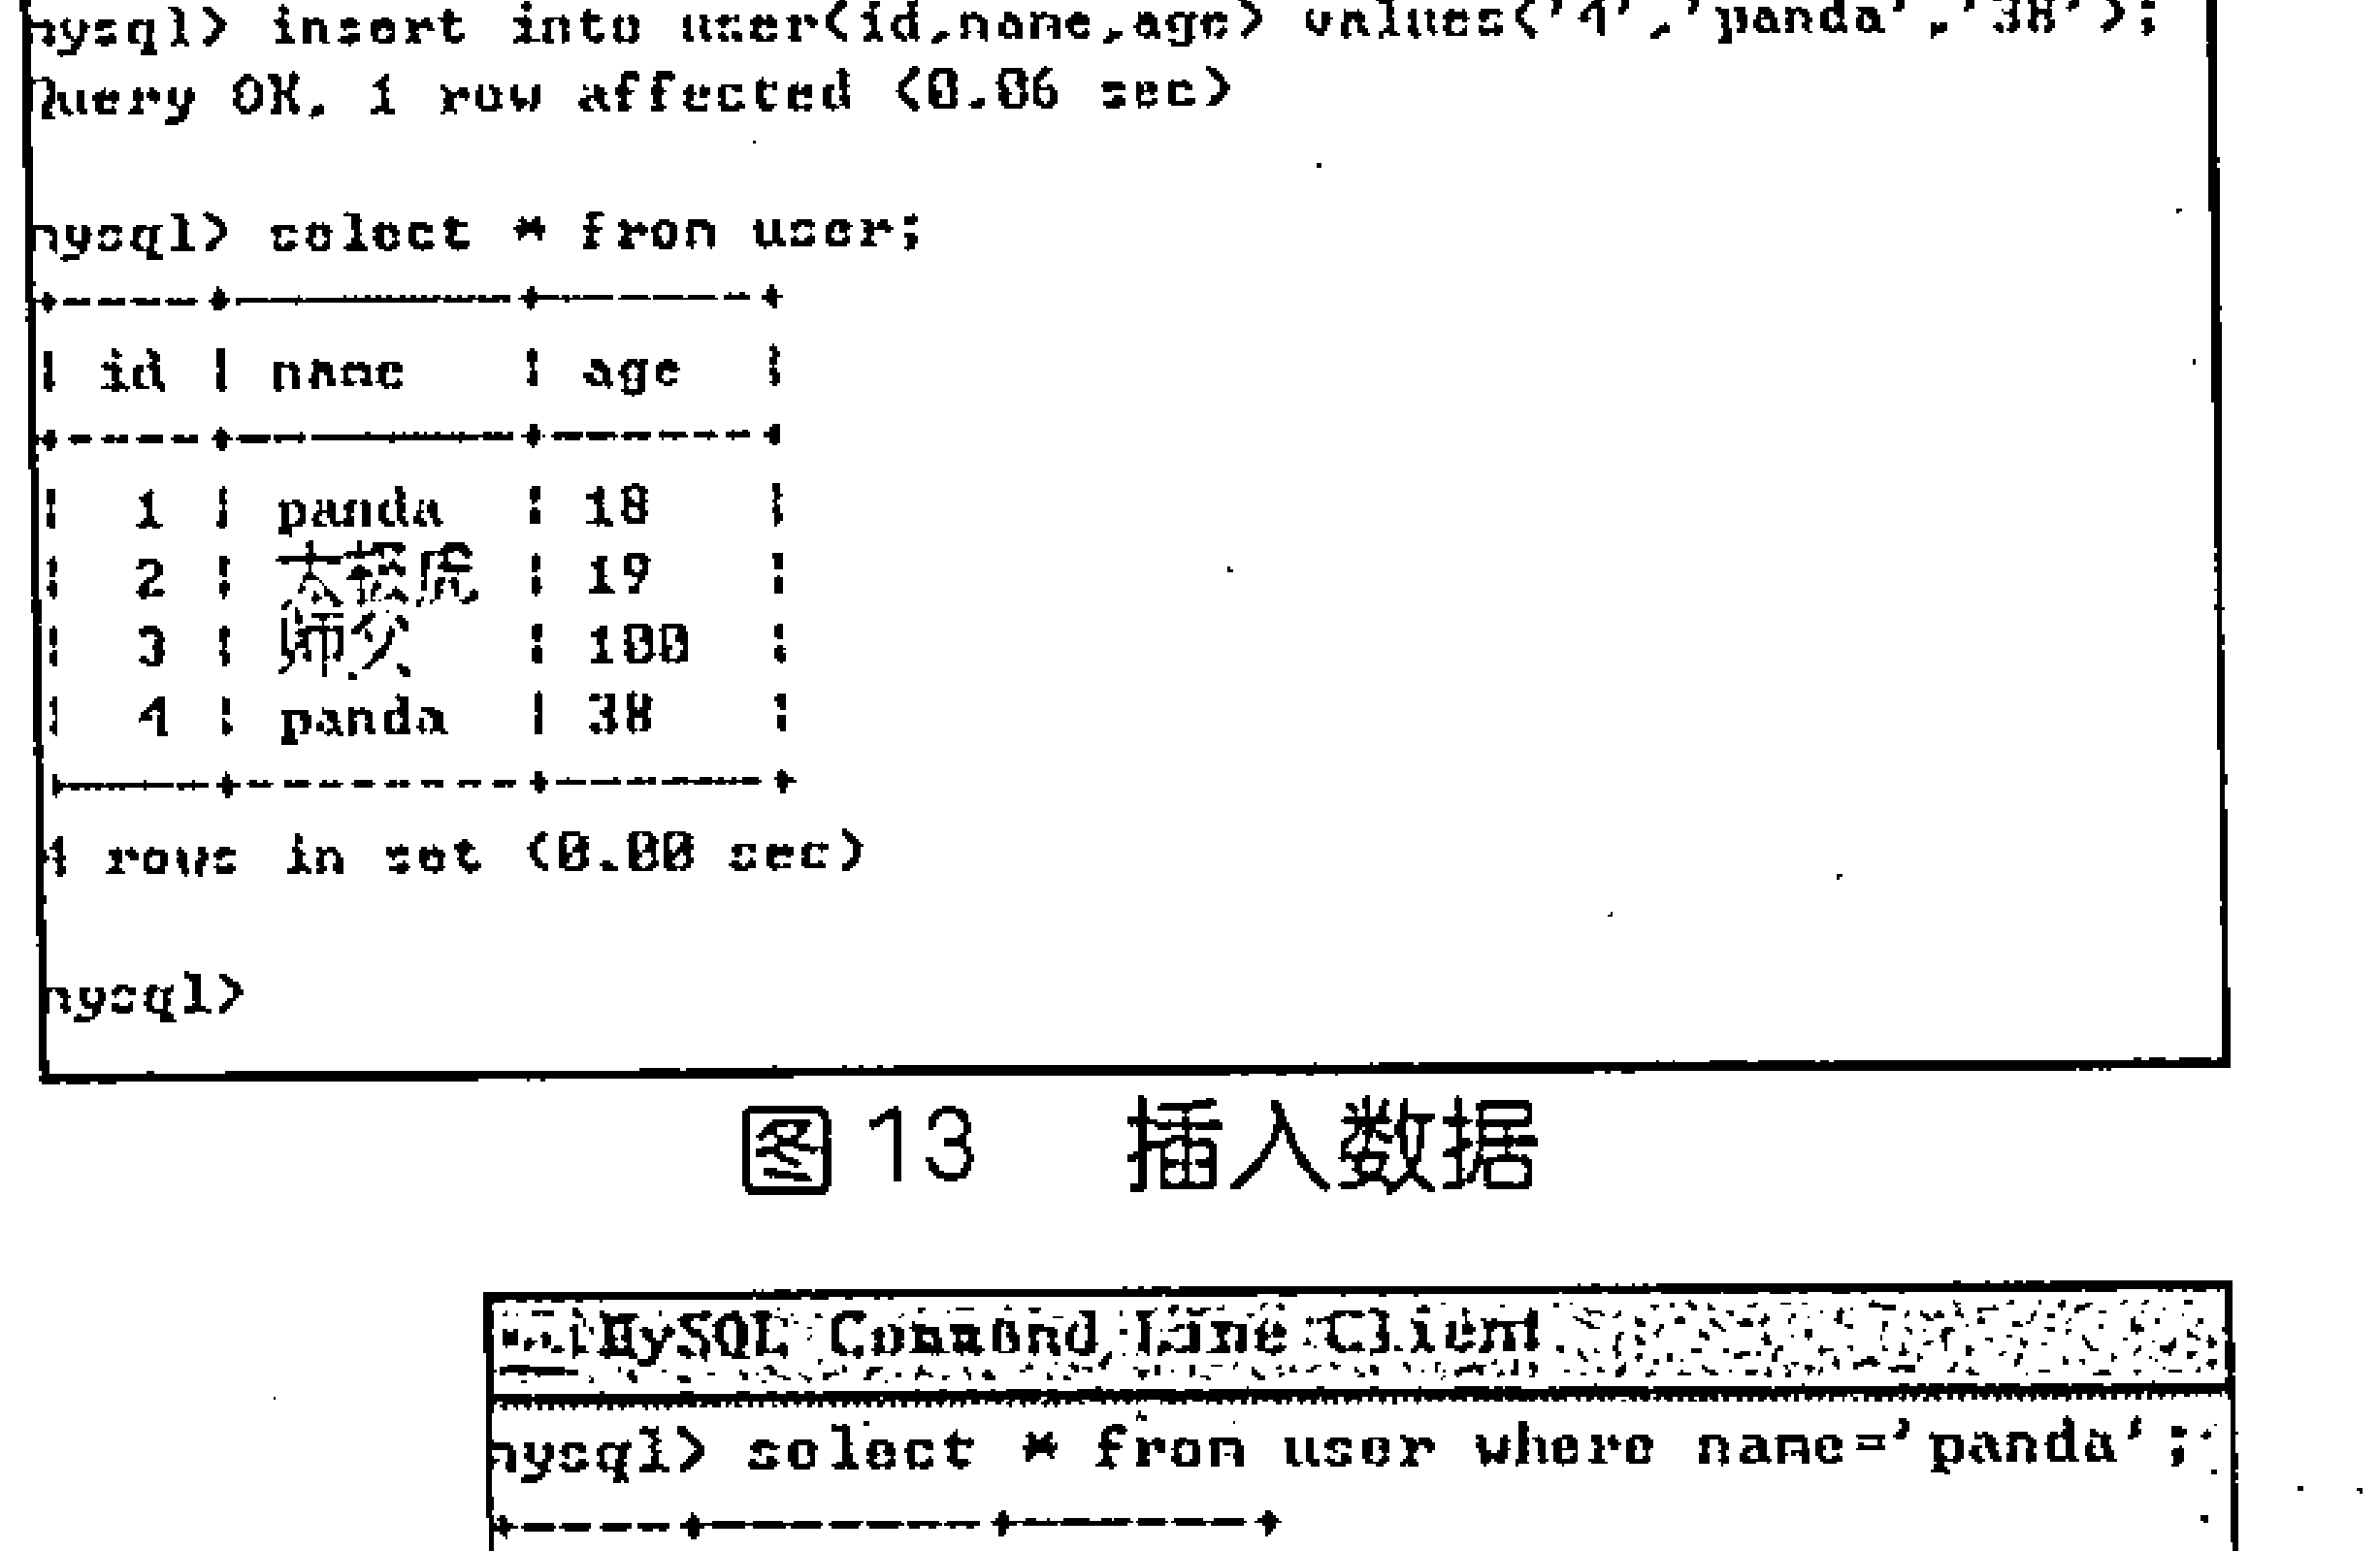 mysql> insert into user(id,name,age) values('4','panda','38');
Query OK, 1 row affected (0.06 sec)
mysql> select * from user;
+----+--------+------+
| id | name | age |
+----+--------+------+
| 1 | panda | 18 |
| 2 | 19 |
| 3 | 师父 | 100 |
| 4 | panda | 38 |
+----+--------+------+
4 rows in set (0.00 sec)
mysql>
图 13 插入数据
MySQL Command Line Client
mysql> select * from user where name='panda';
+----+-------+------+